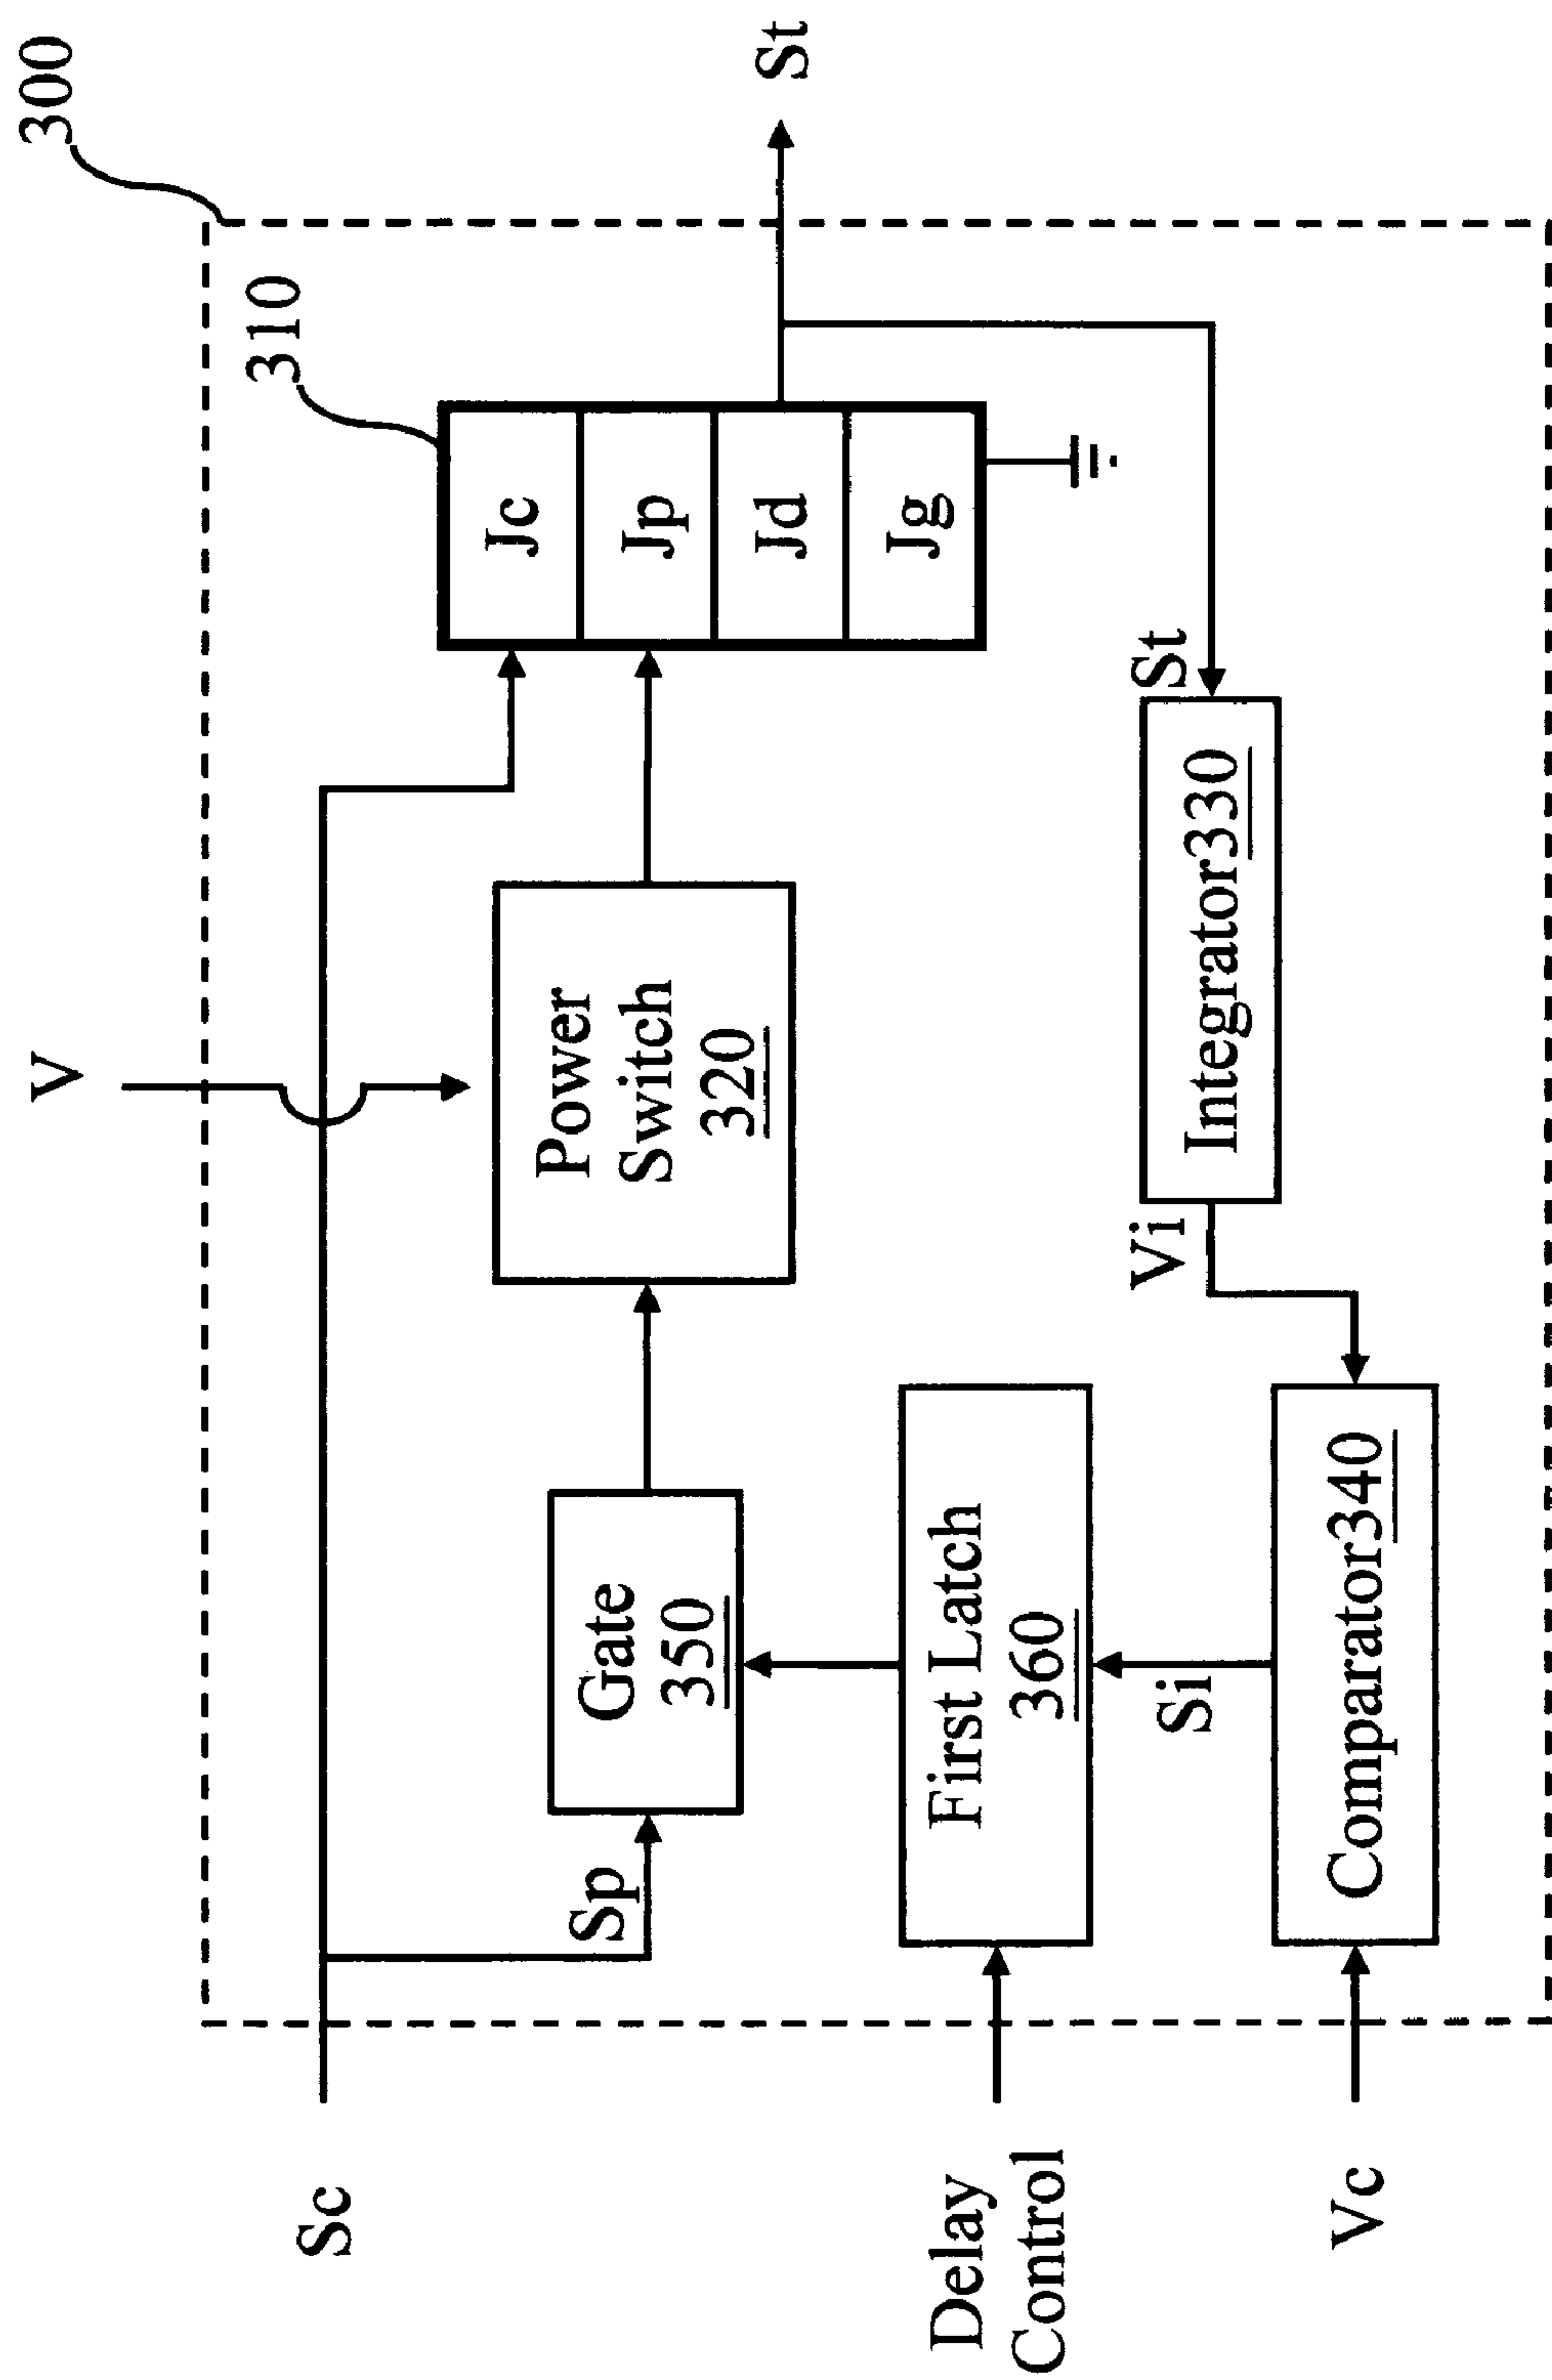 300
V
310
St
Sc
Jc
Jp
Jd
Jg
Power
Switch
320
Sp
Gate
350
Delay
Control
First Latch
360
St
Integrator330
Vi
Si
Vc
Comparator340